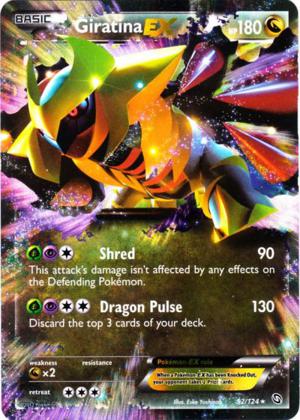 BASIC Giratina EX HP180
Shred 90
This attack's damage isn't affected by any effects on
the Defending Pokémon.
Dragon Pulse 130
Discard the top 3 cards of your deck.
weakness resistance
×2
Pokémon-EX rule
When a Pokémon-EX has been Knocked Out,
your opponent takes 2 Prize cards.
retreat
Illus. Eske Yoshinob
92/124